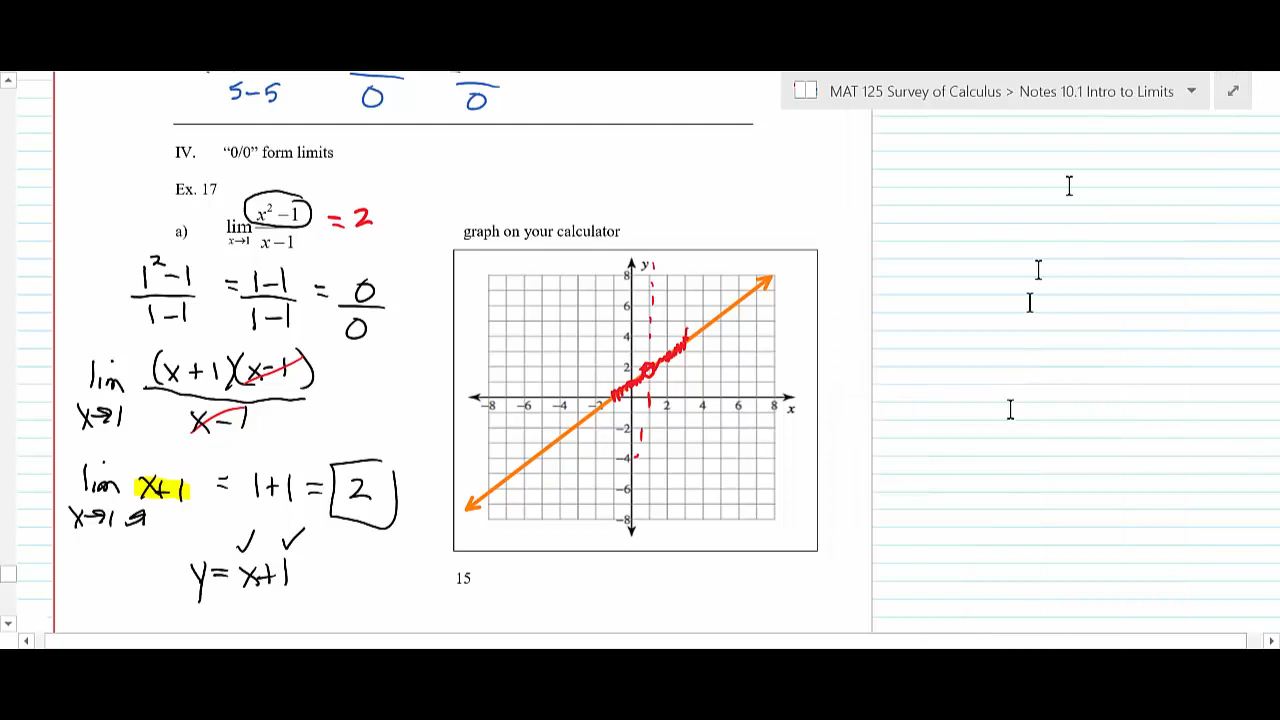 MAT 125 Survey of Calculus > Notes 10.1 Intro to Limits
5-5 0 0
IV. "0/0" form limits
Ex. 17
a) lim x→1 x² - 1 / x - 1 = 2
graph on your calculator
1² - 1 / 1 - 1 = 1 - 1 / 1 - 1 = 0 / 0
lim x→1 (x + 1)(x - 1) / x - 1
lim x→1 x+1 = 1+1 = 2
y = x+1
y
8
6
4
2
-8 -6 -4 -2 2 4 6 8 x
-2
-4
-6
-8
15